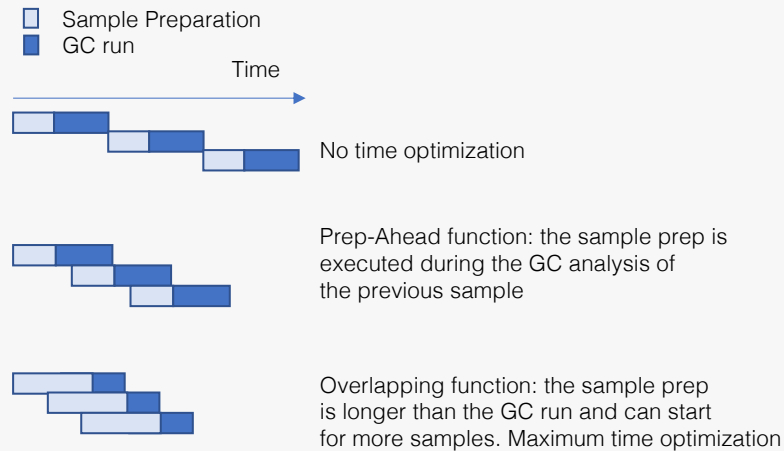 Sample Preparation
GC run
Time
No time optimization
Prep-Ahead function: the sample prep is
executed during the GC analysis of
the previous sample
Overlapping function: the sample prep
is longer than the GC run and can start
for more samples. Maximum time optimization